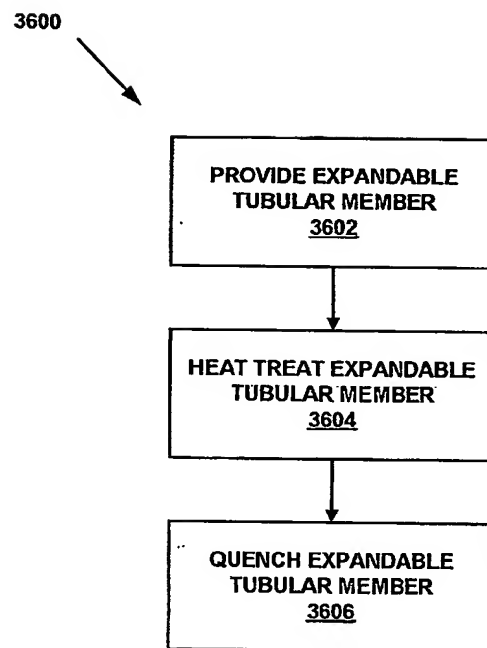 3600
PROVIDE EXPANDABLE
TUBULAR MEMBER
3602
HEAT TREAT EXPANDABLE
TUBULAR MEMBER
3604
QUENCH EXPANDABLE
TUBULAR MEMBER
3606